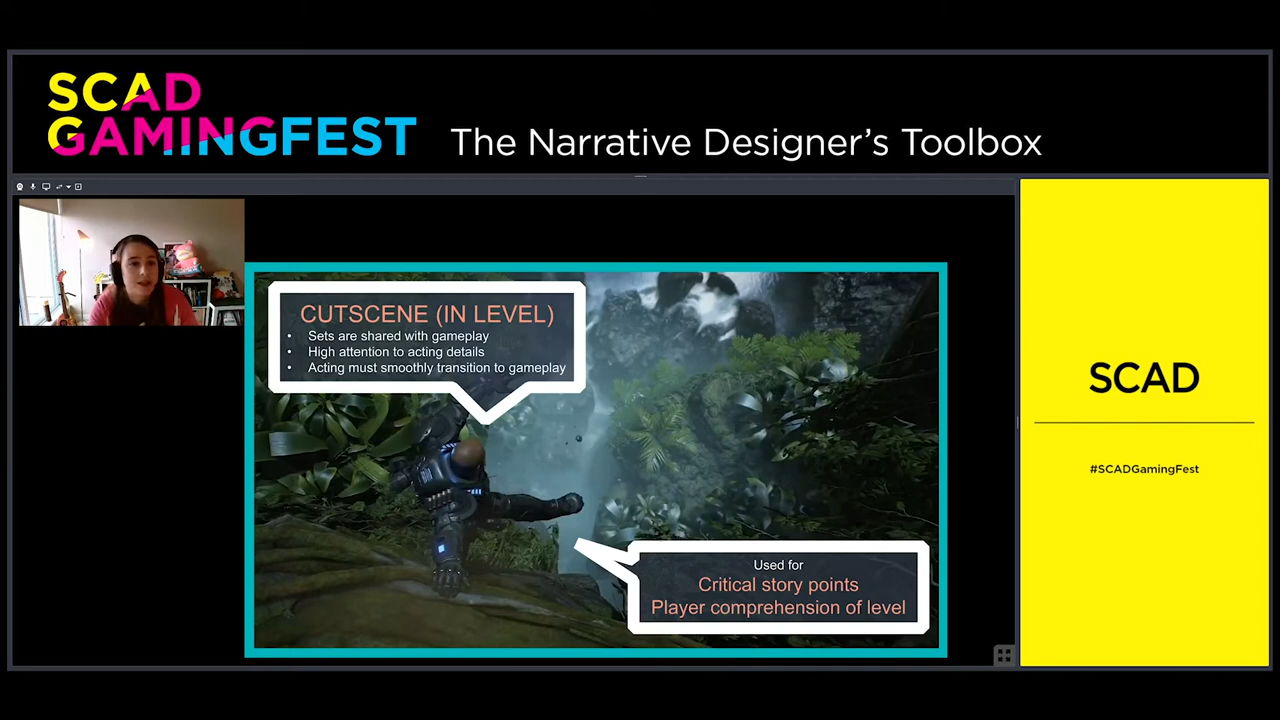 SCAD
GAMINGFEST
The Narrative Designer's Toolbox
CUTSCENE (IN LEVEL)
• Sets are shared with gameplay
• High attention to acting details
• Acting must smoothly transition to gameplay
Used for
Critical story points
Player comprehension of level
SCAD
#SCADGamingFest